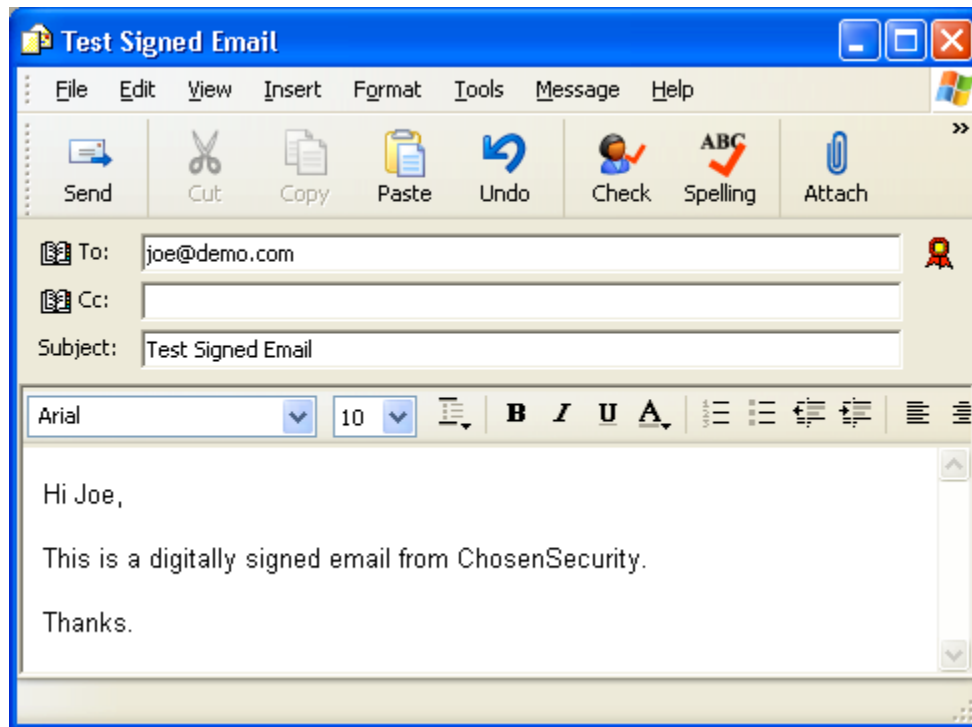 Test Signed Email
File Edit View Insert Format Tools Message Help
ABC
Send Cut Copy Paste Undo Check Spelling Attach
To: joe@demo.com
Cc:
Subject: Test Signed Email
Arial 10 B I U A
Hi Joe,
This is a digitally signed email from ChosenSecurity.
Thanks.